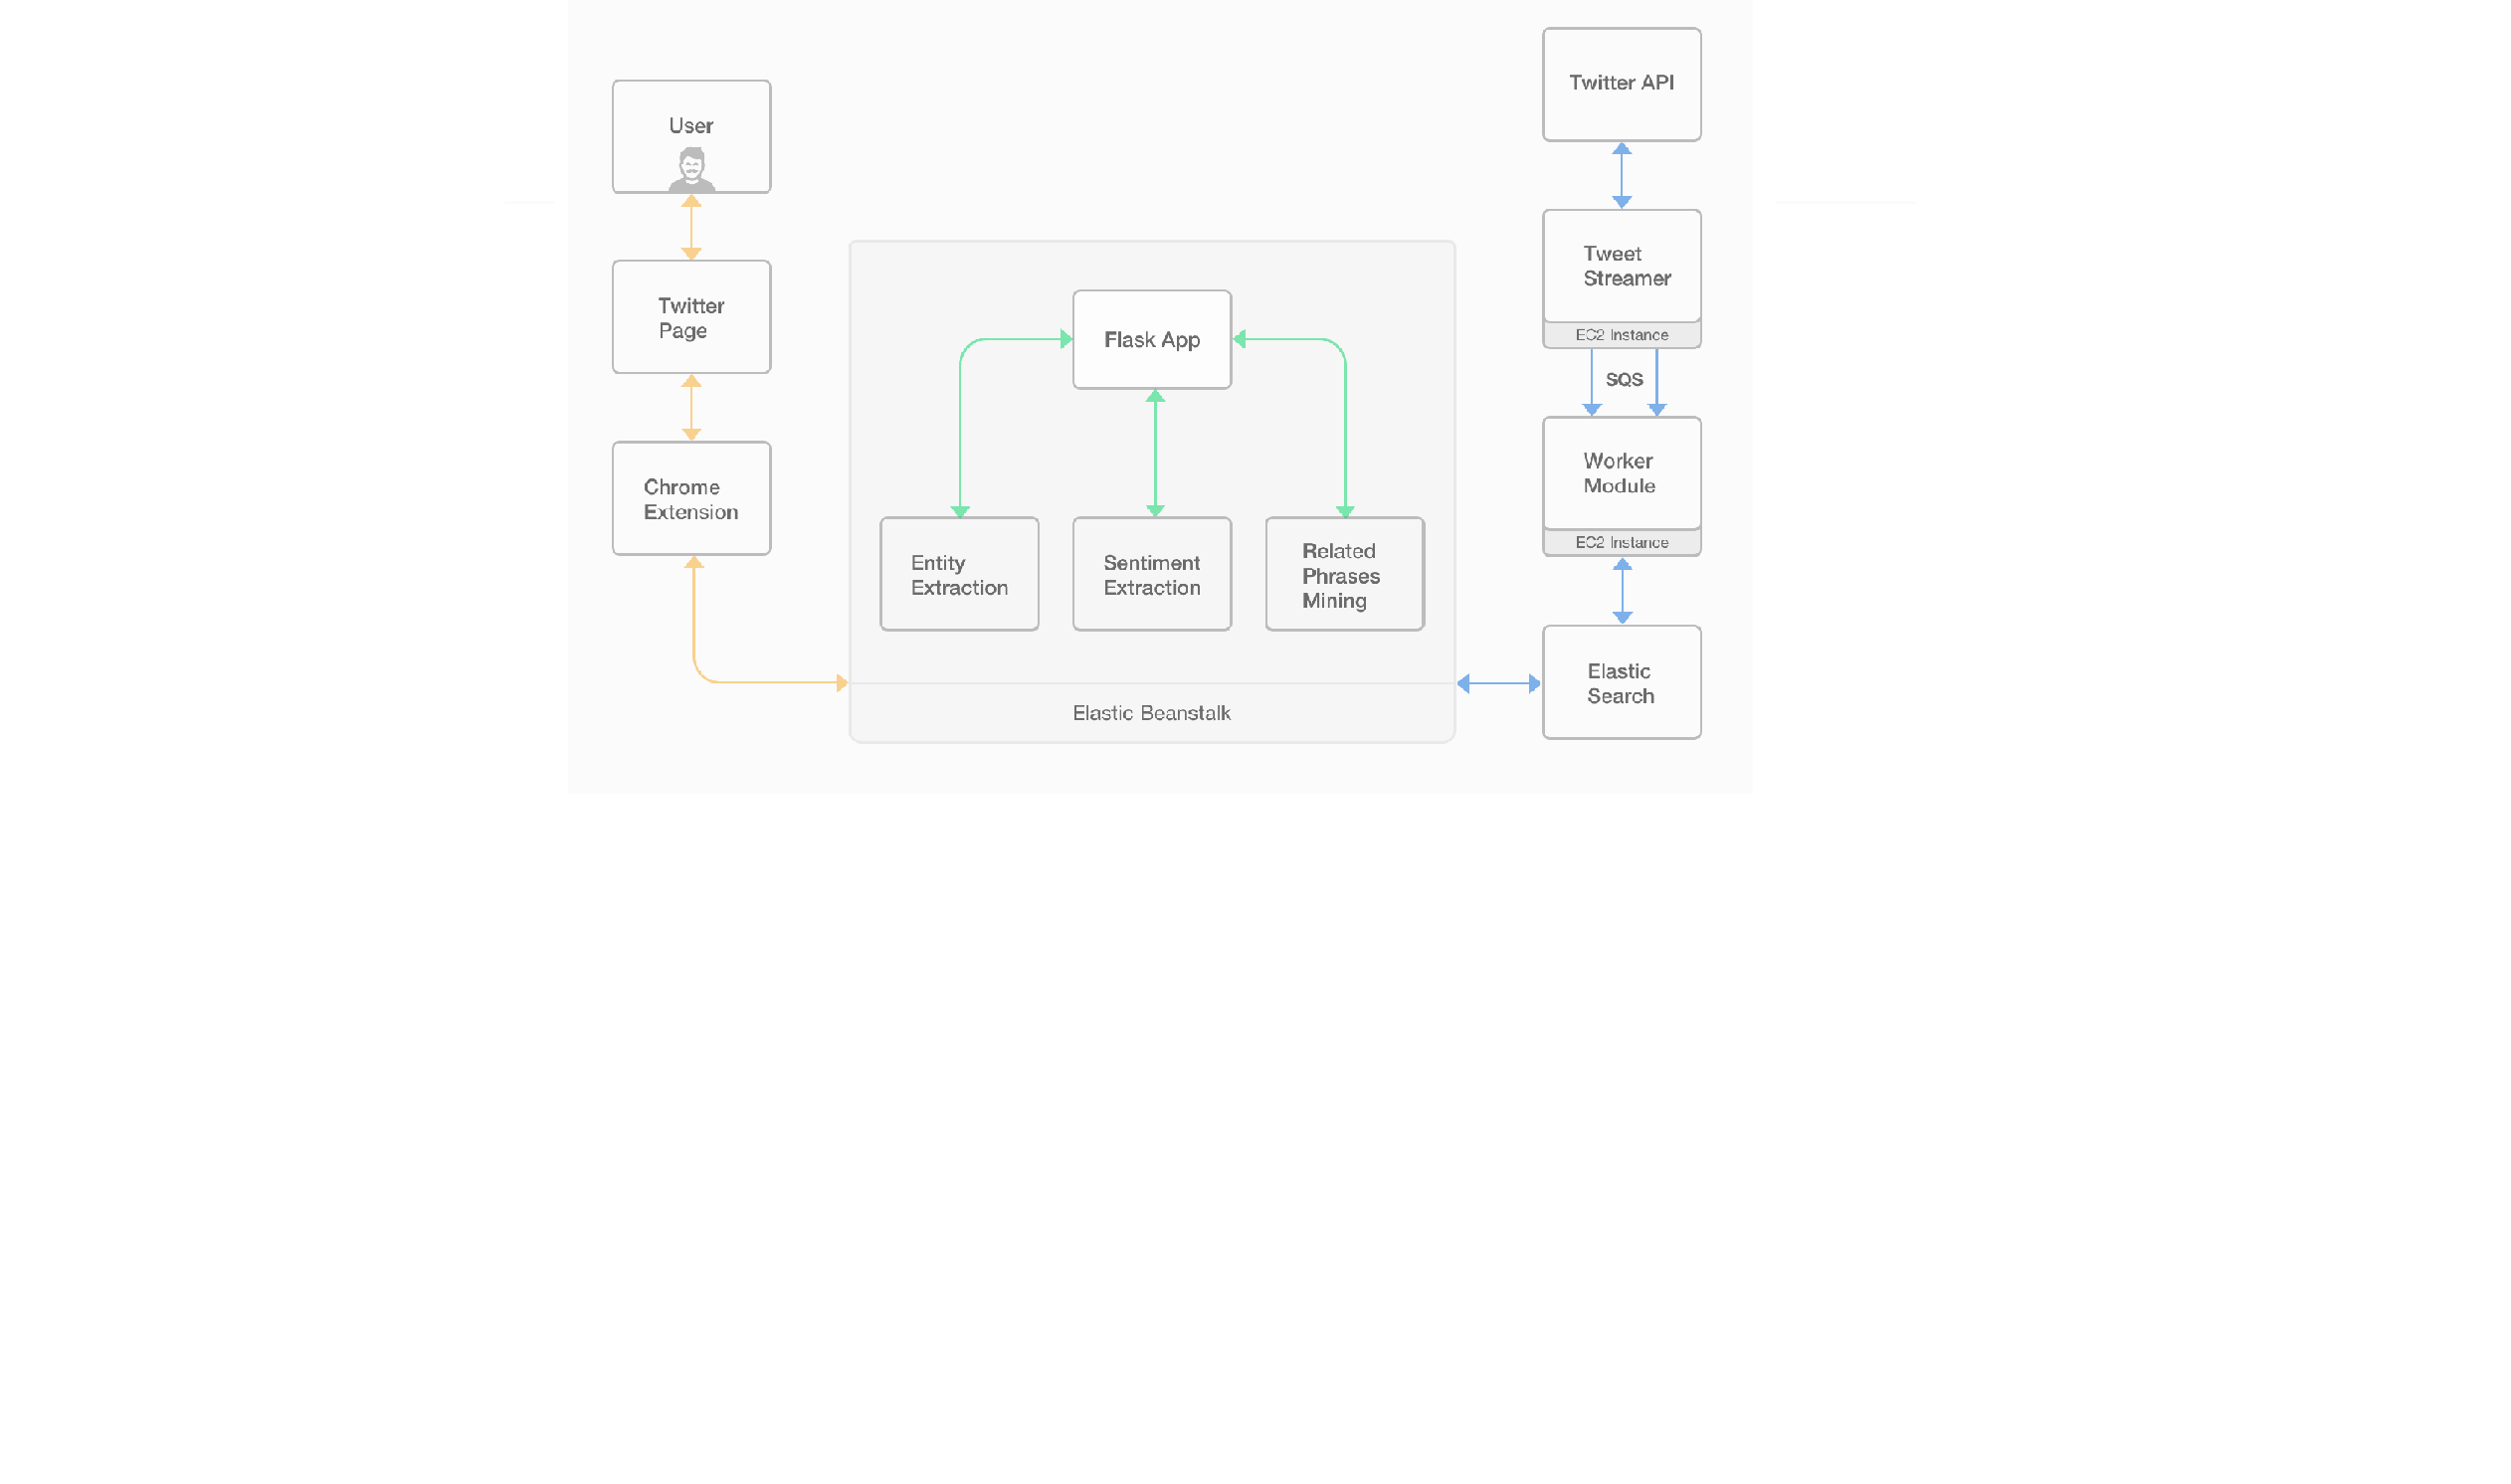 User
Twitter
Page
Chrome
Extension
Flask App
Entity
Extraction
Sentiment
Extraction
Related
Phrases
Mining
Elastic Beanstalk
Twitter API
Tweet
Streamer
EC2 Instance
SQS
Worker
Module
EC2 Instance
Elastic
Search